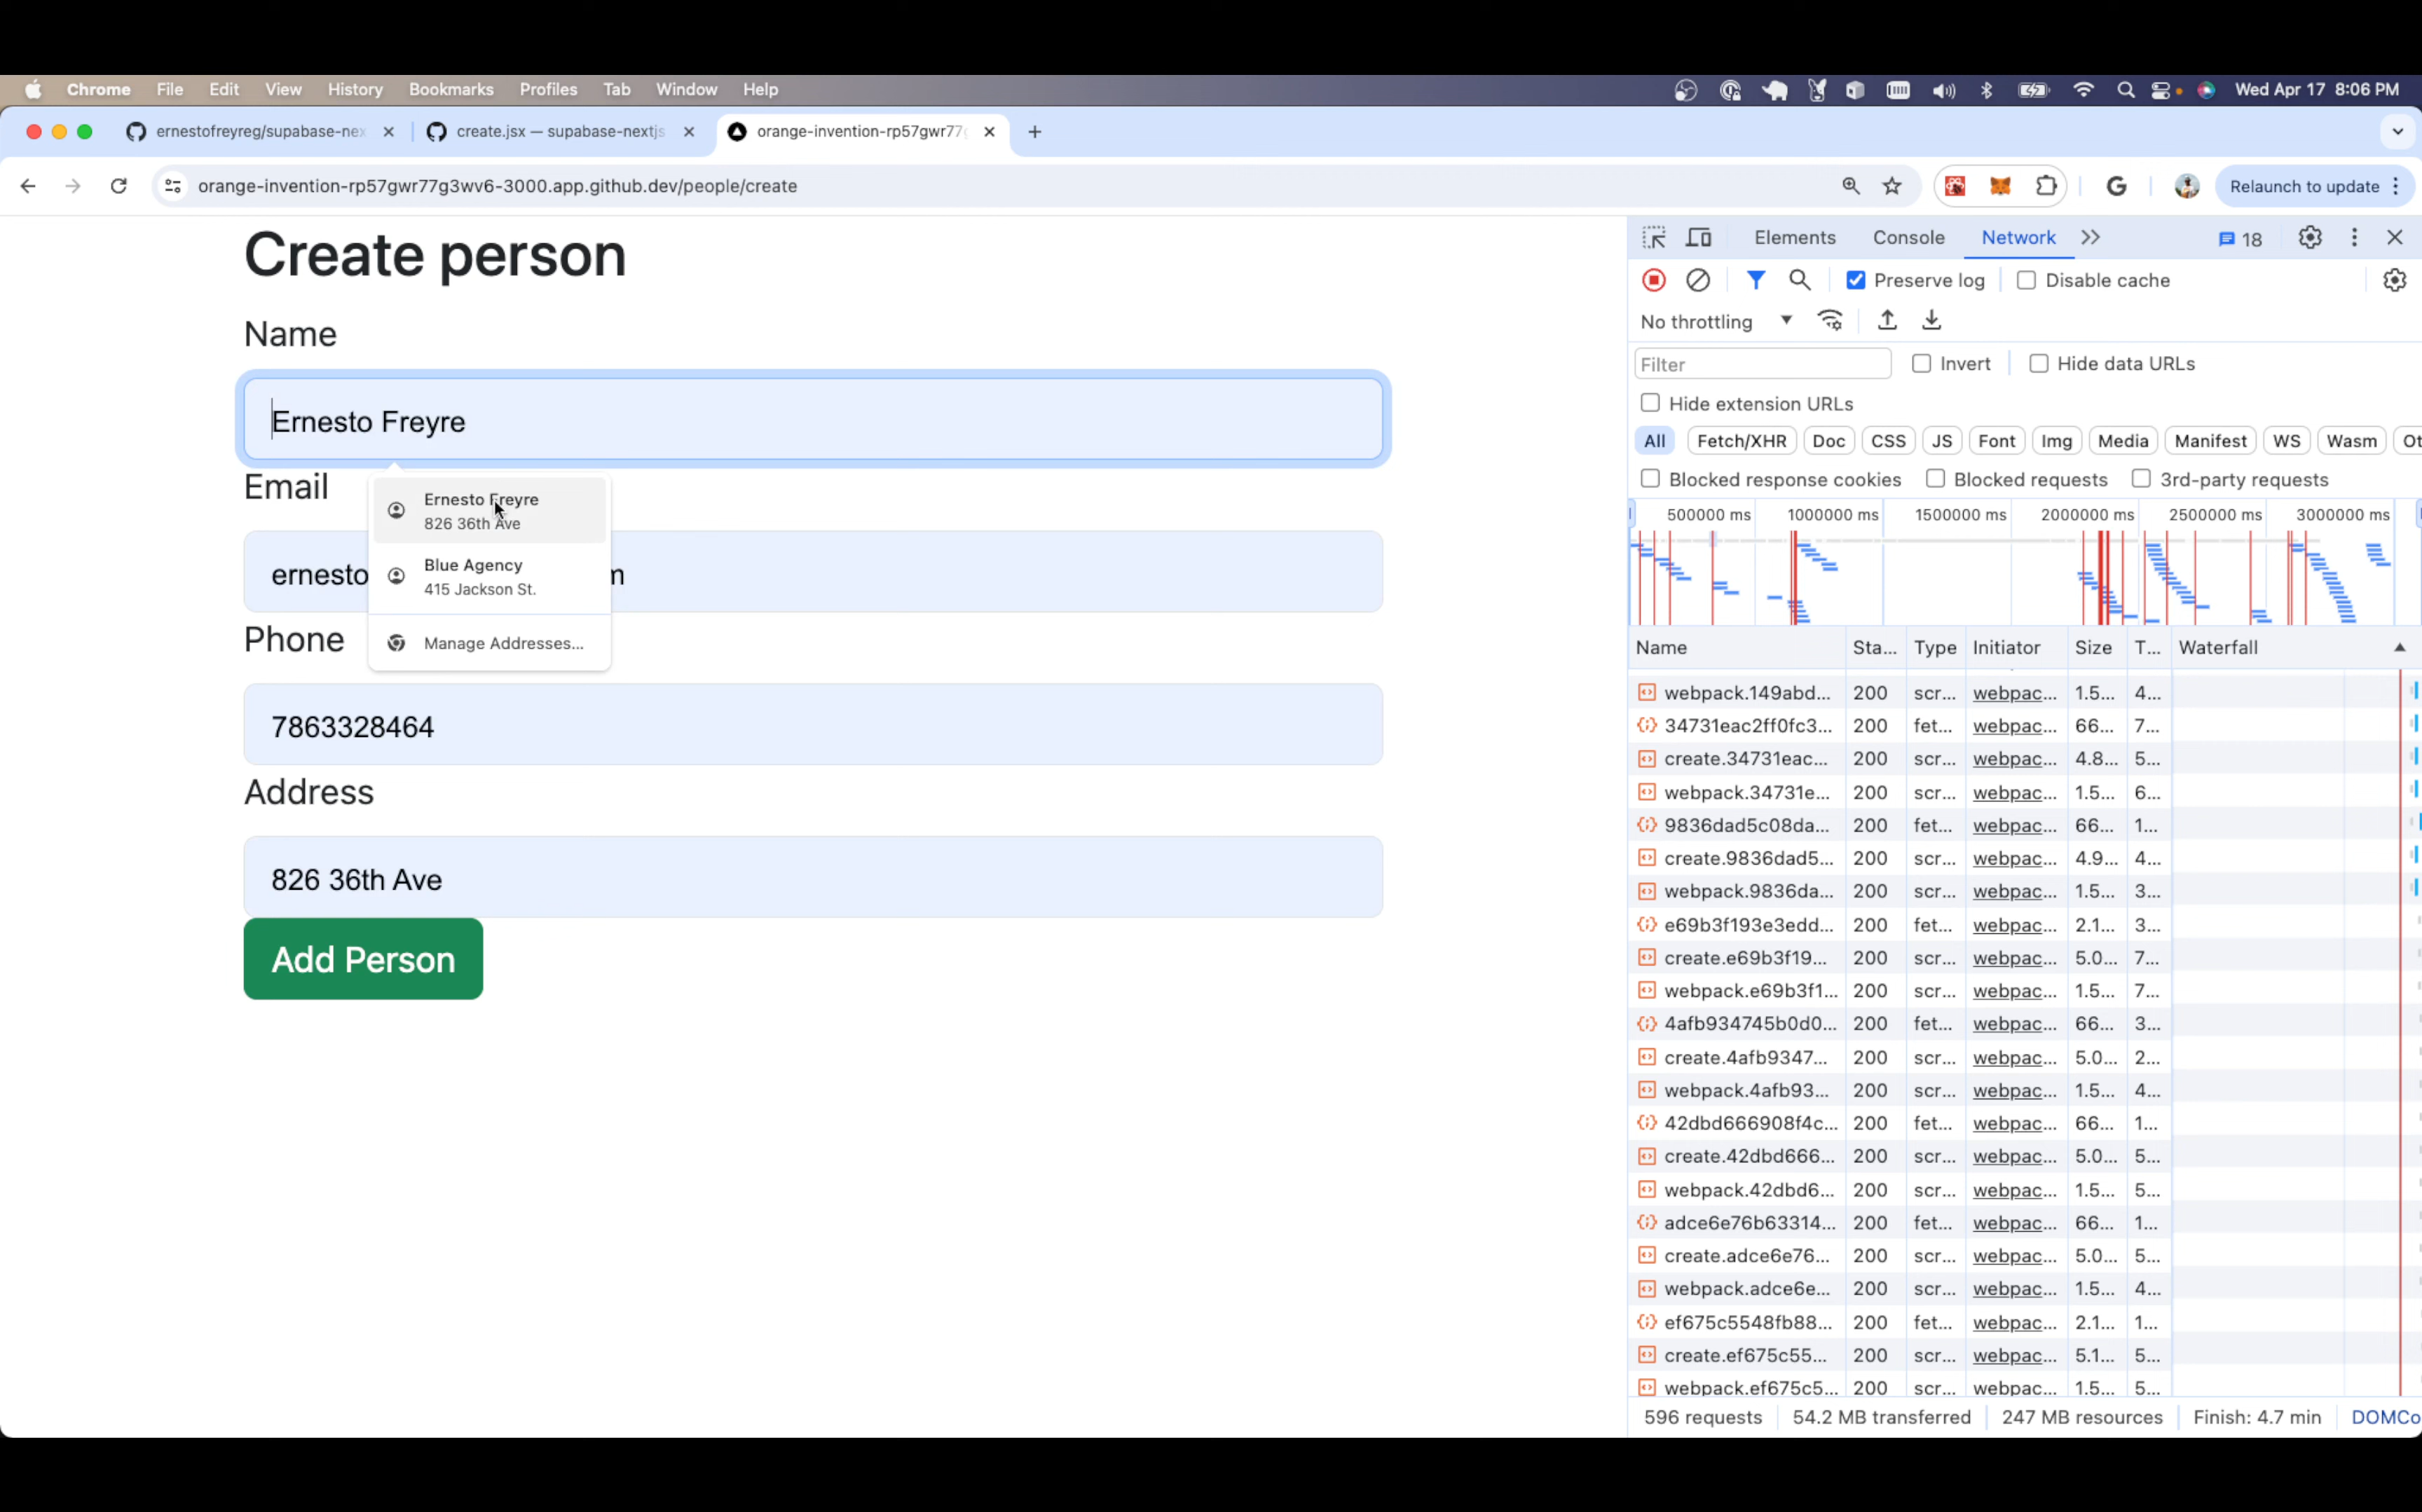 Chrome File Edit View History Bookmarks Profiles Tab Window Help Wed Apr 17 8:06 PM
ernestofreyreg/supabase-nex create.jsx — supabase-nextjs orange-invention-rp57gwr77g
orange-invention-rp57gwr77g3wv6-3000.app.github.dev/people/create Relaunch to update
Create person
Name
Ernesto Freyre
Email
ernesto m
Ernesto Freyre
826 36th Ave
Blue Agency
415 Jackson St.
Manage Addresses...
Phone
7863328464
Address
826 36th Ave
Add Person
Elements Console Network 18
Preserve log Disable cache
No throttling
Filter Invert Hide data URLs
Hide extension URLs
All Fetch/XHR Doc CSS JS Font Img Media Manifest WS Wasm Ot
Blocked response cookies Blocked requests 3rd-party requests
500000 ms 1000000 ms 1500000 ms 2000000 ms 2500000 ms 3000000 ms
Name Sta... Type Initiator Size T... Waterfall
webpack.149abd... 200 scr... webpac... 1.5... 4...
34731eac2ff0fc3... 200 fet... webpac... 66... 7...
create.34731eac... 200 scr... webpac... 4.8... 5...
webpack.34731e... 200 scr... webpac... 1.5... 6...
9836dad5c08da... 200 fet... webpac... 66... 1...
create.9836dad5... 200 scr... webpac... 4.9... 4...
webpack.9836da... 200 scr... webpac... 1.5... 3...
e69b3f193e3edd... 200 fet... webpac... 2.1... 3...
create.e69b3f19... 200 scr... webpac... 5.0... 7...
webpack.e69b3f1... 200 scr... webpac... 1.5... 7...
4afb934745b0d0... 200 fet... webpac... 66... 3...
create.4afb9347... 200 scr... webpac... 5.0... 2...
webpack.4afb93... 200 scr... webpac... 1.5... 4...
42dbd666908f4c... 200 fet... webpac... 66... 1...
create.42dbd666... 200 scr... webpac... 5.0... 5...
webpack.42dbd6... 200 scr... webpac... 1.5... 5...
adce6e76b63314... 200 fet... webpac... 66... 1...
create.adce6e76... 200 scr... webpac... 5.0... 5...
webpack.adce6e... 200 scr... webpac... 1.5... 4...
ef675c5548fb88... 200 fet... webpac... 2.1... 1...
create.ef675c55... 200 scr... webpac... 5.1... 5...
webpack.ef675c5... 200 scr... webpac... 1.5... 5...
596 requests 54.2 MB transferred 247 MB resources Finish: 4.7 min DOMCo